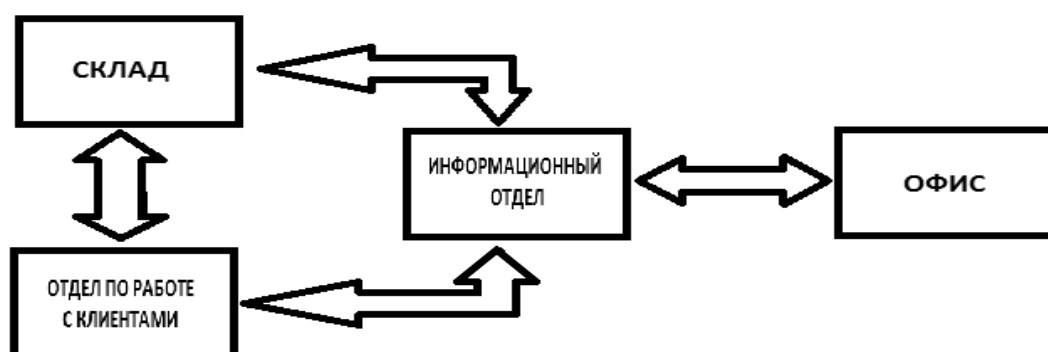 СКЛАД
ИНФОРМАЦИОННЫЙ
ОТДЕЛ
ОФИС
ОТДЕЛ ПО РАБОТЕ
С КЛИЕНТАМИ